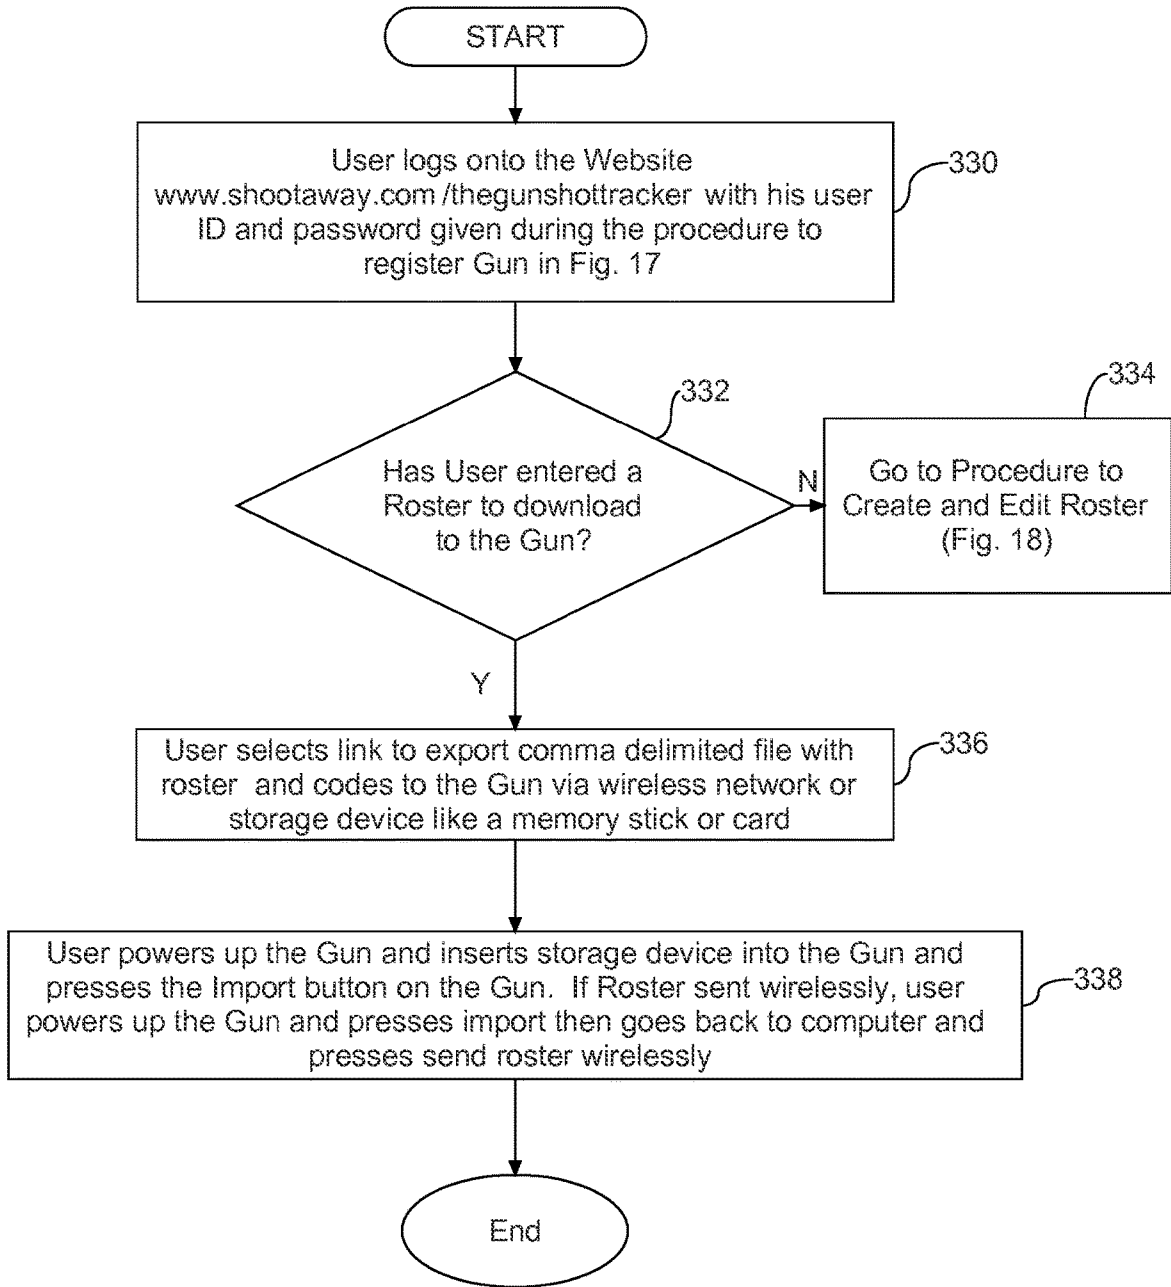 START
User logs onto the Website
www.shootaway.com /thegunshottracker with his user
ID and password given during the procedure to
register Gun in Fig. 17
330
332
Has User entered a
Roster to download
to the Gun?
N
334
Go to Procedure to
Create and Edit Roster
(Fig. 18)
Y
User selects link to export comma delimited file with
roster and codes to the Gun via wireless network or
storage device like a memory stick or card
336
User powers up the Gun and inserts storage device into the Gun and
presses the Import button on the Gun. If Roster sent wirelessly, user
powers up the Gun and presses import then goes back to computer and
presses send roster wirelessly
338
End